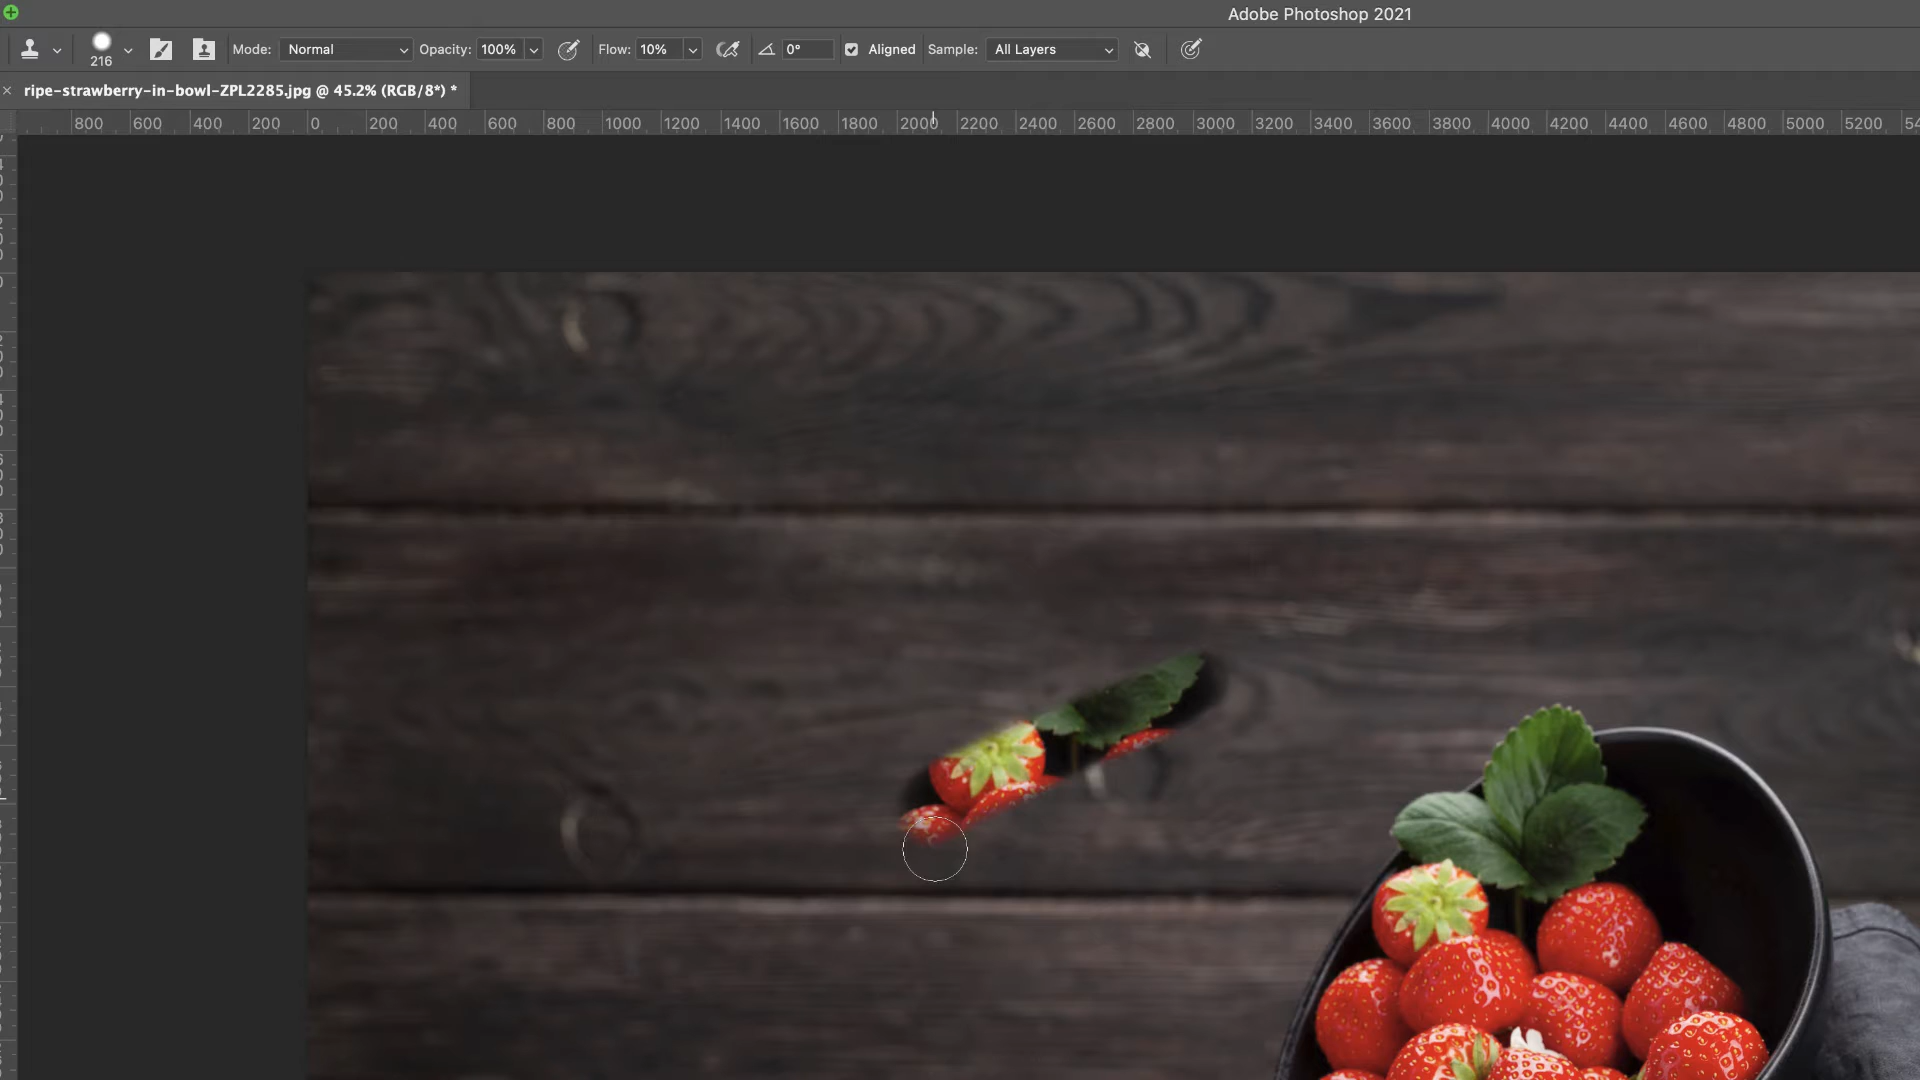 Adobe Photoshop 2021
216 Mode: Normal Opacity: 100% Flow: 10% 0° Aligned Sample: All Layers
× ripe-strawberry-in-bowl-ZPL2285.jpg @ 45.2% (RGB/8*) *
800 600 400 200 0 200 400 600 800 1000 1200 1400 1600 1800 2000 2200 2400 2600 2800 3000 3200 3400 3600 3800 4000 4200 4400 4600 4800 5000 5200